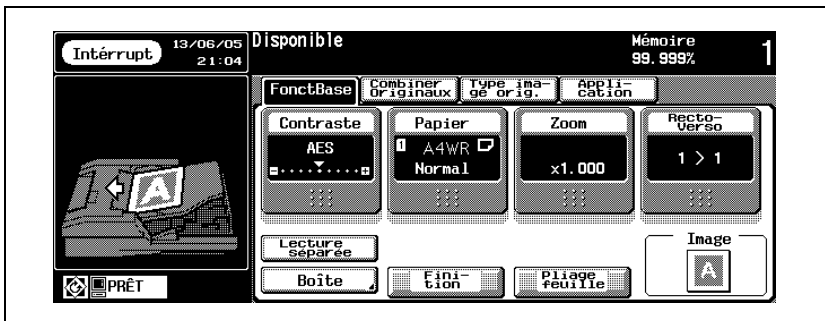 Intérrupt
13/06/05
21:04
Disponible
Mémoire
99.999%
1
FonctBase
Combiner
Originaux
Type ima-
ge orig.
Appli-
cation
Contraste
AES
Papier
1 A4WR
Normal
Zoom
x1.000
Recto-
Verso
1 > 1
A
Lecture
séparée
Boîte
Fini-
tion
Pliage
feuille
Image
A
PRÊT